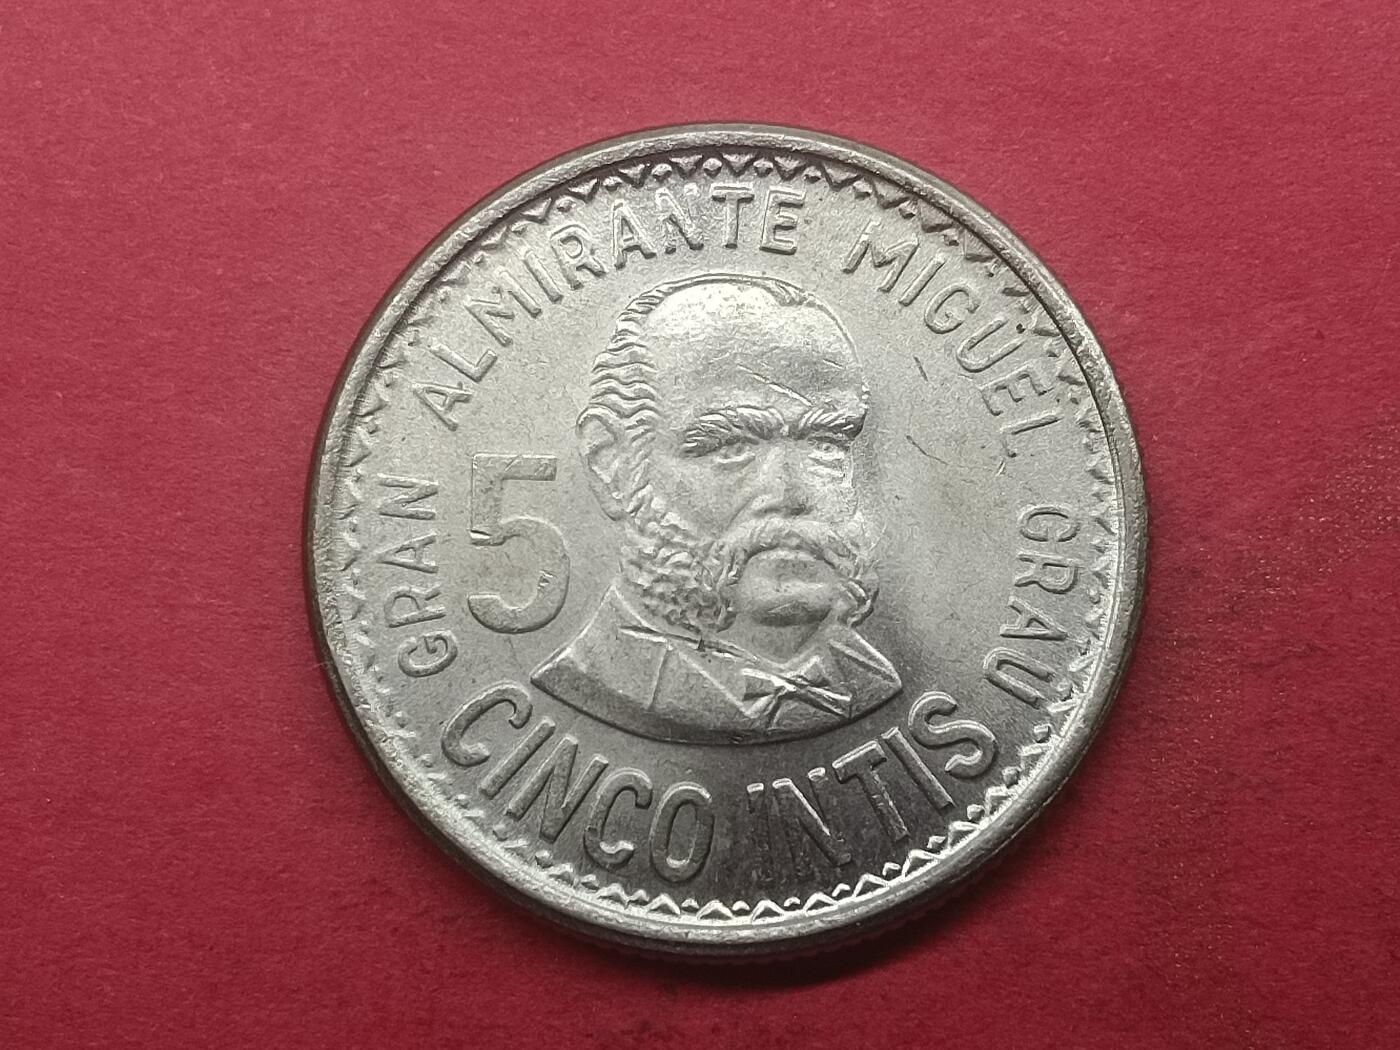 GRAN ALMIRANTE MIGUEL GRAU
5
CINCO INTIS